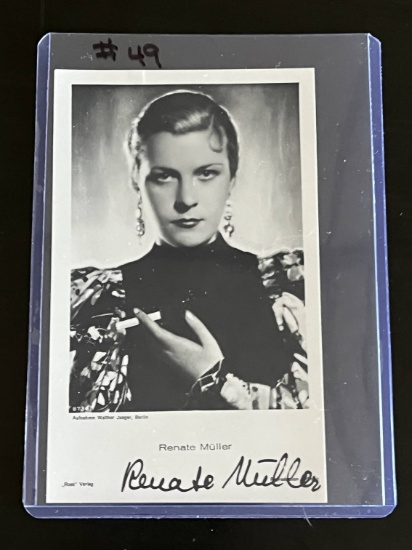 # 49
Aufnahme Walther Jaeger, Berlin
Renate Müller
„Ross" Verlag
Renate Müller